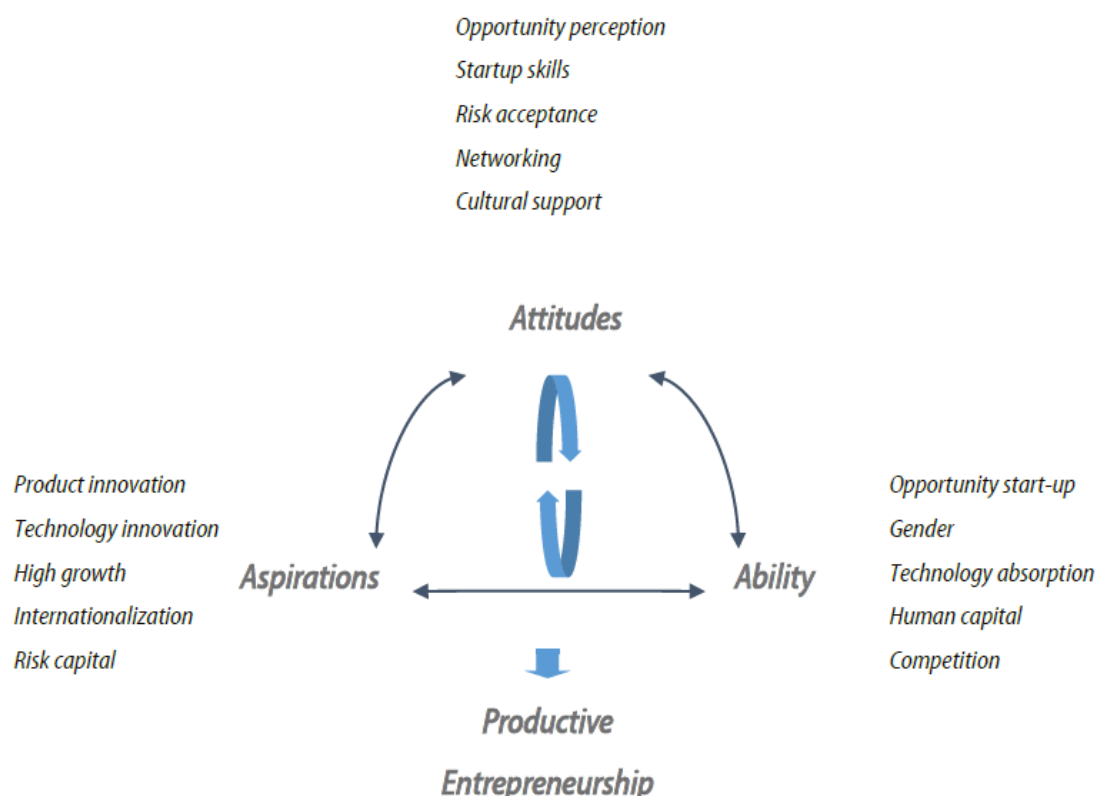 Opportunity perception
Startup skills
Risk acceptance
Networking
Cultural support
Attitudes
Product innovation
Technology innovation
High growth
Internationalization
Risk capital
Aspirations
Ability
Opportunity start-up
Gender
Technology absorption
Human capital
Competition
Productive
Entrepreneurship